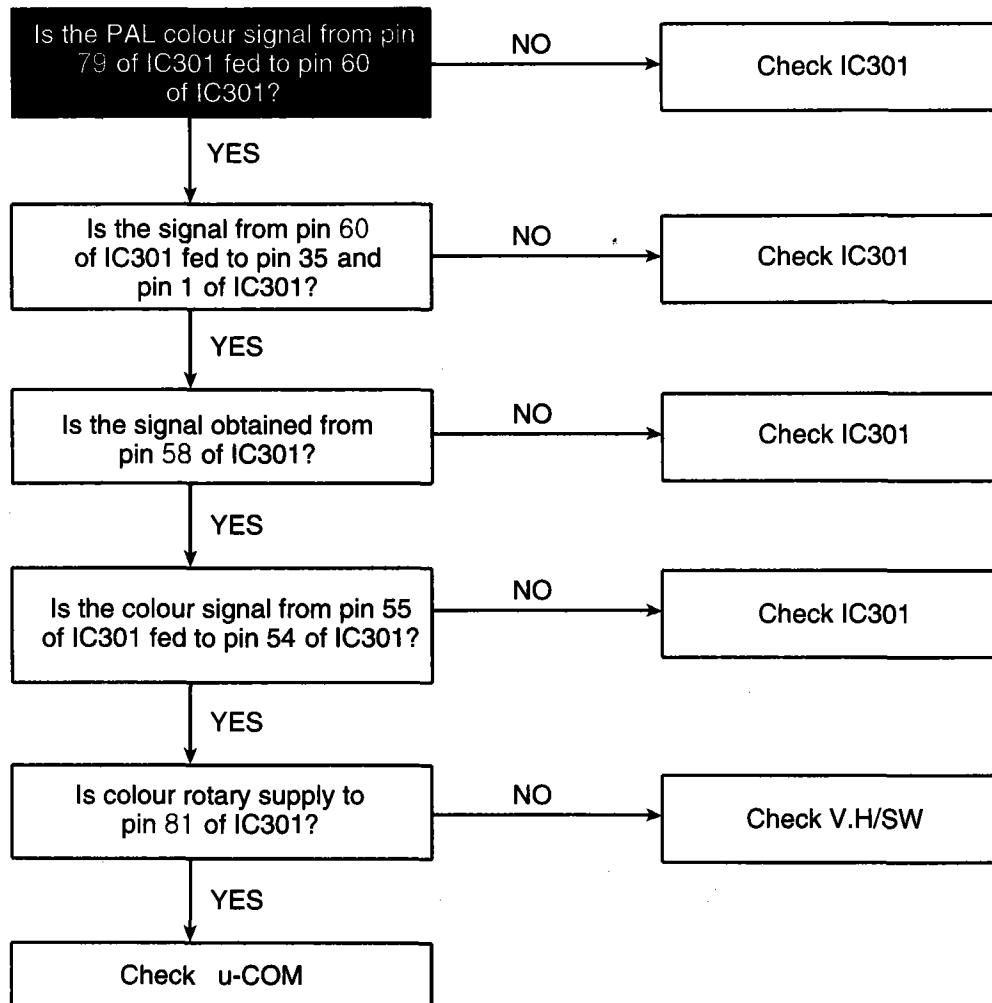 Is the PAL colour signal from pin
79 of IC301 fed to pin 60
of IC301?
NO
Check IC301
YES
Is the signal from pin 60
of IC301 fed to pin 35 and
pin 1 of IC301?
NO
Check IC301
YES
Is the signal obtained from
pin 58 of IC301?
NO
Check IC301
YES
Is the colour signal from pin 55
of IC301 fed to pin 54 of IC301?
NO
Check IC301
YES
Is colour rotary supply to
pin 81 of IC301?
NO
Check V.H/SW
YES
Check u-COM